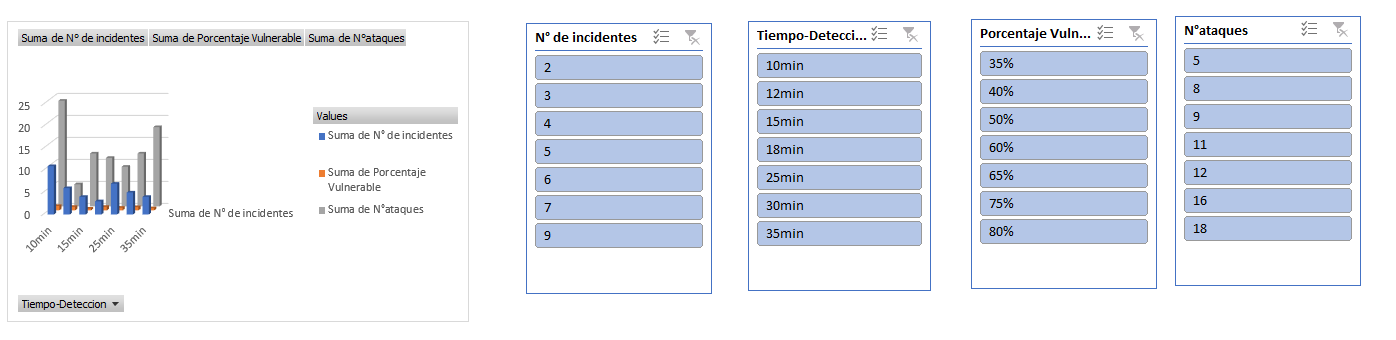 Suma de N° de incidentes Suma de Porcentaje Vulnerable Suma de N°ataques
25
20
15
10
5
0
10min
15min
25min
35min
Suma de N° de incidentes
Values
Suma de N° de incidentes
Suma de Porcentaje
Vulnerable
Suma de N°ataques
Tiempo-Deteccion
N° de incidentes
2
3
4
5
6
7
9
Tiempo-Detecci...
10min
12min
15min
18min
25min
30min
35min
Porcentaje Vuln...
35%
40%
50%
60%
65%
75%
80%
N°ataques
5
8
9
11
12
16
18